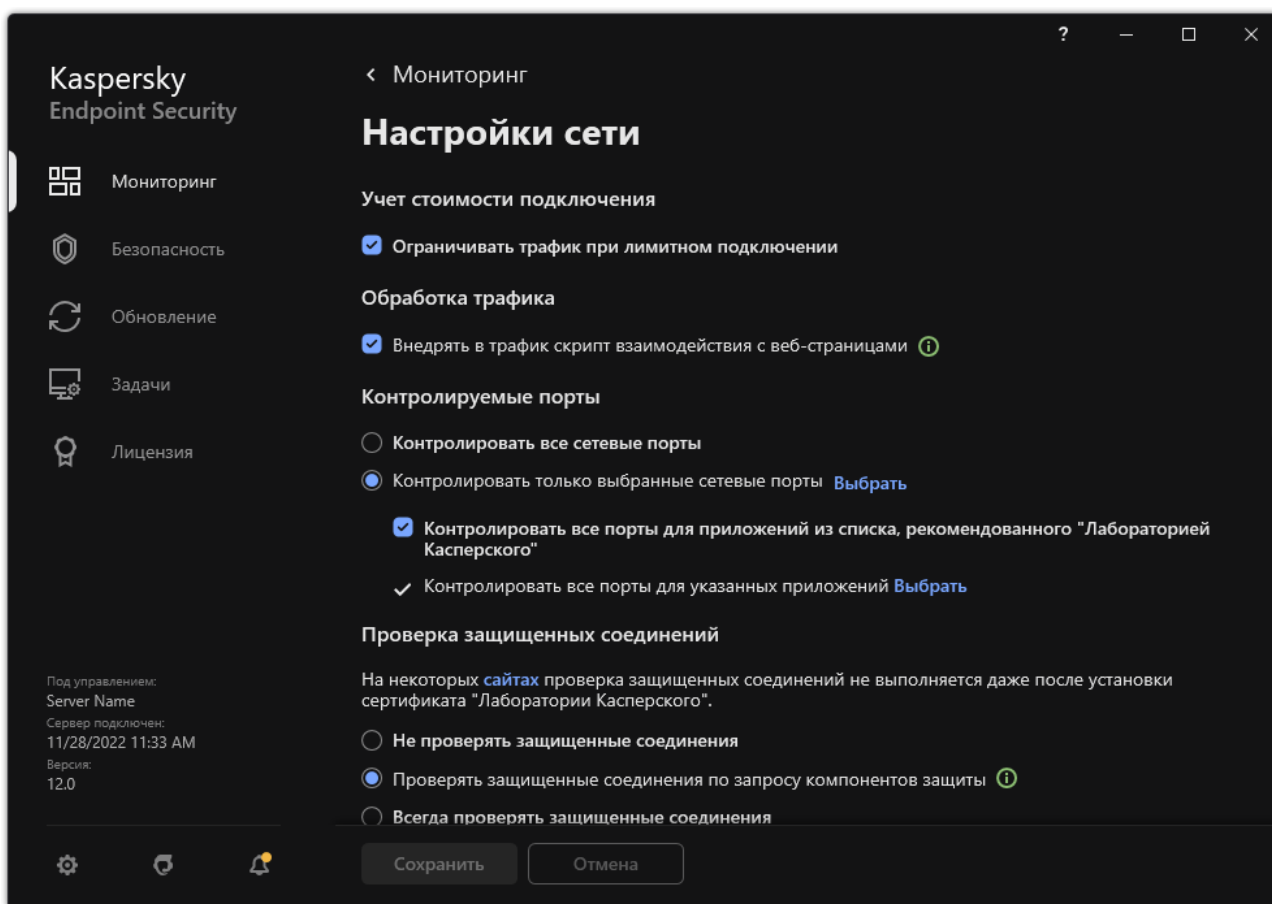 ?
Kaspersky
Endpoint Security
Мониторинг
Безопасность
Обновление
Задачи
Лицензия
Под управлением:
Server Name
Сервер подключен:
11/28/2022 11:33 AM
Версия:
12.0
Мониторинг
Настройки сети
Учет стоимости подключения
Ограничивать трафик при лимитном подключении
Обработка трафика
Внедрять в трафик скрипт взаимодействия с веб-страницами
Контролируемые порты
Контролировать все сетевые порты
Контролировать только выбранные сетевые порты Выбрать
Контролировать все порты для приложений из списка, рекомендованного "Лабораторией
Касперского"
Контролировать все порты для указанных приложений Выбрать
Проверка защищенных соединений
На некоторых сайтах проверка защищенных соединений не выполняется даже после установки
сертификата "Лаборатории Касперского".
Не проверять защищенные соединения
Проверять защищенные соединения по запросу компонентов защиты
Всегда проверять защищенные соединения
Сохранить
Отмена